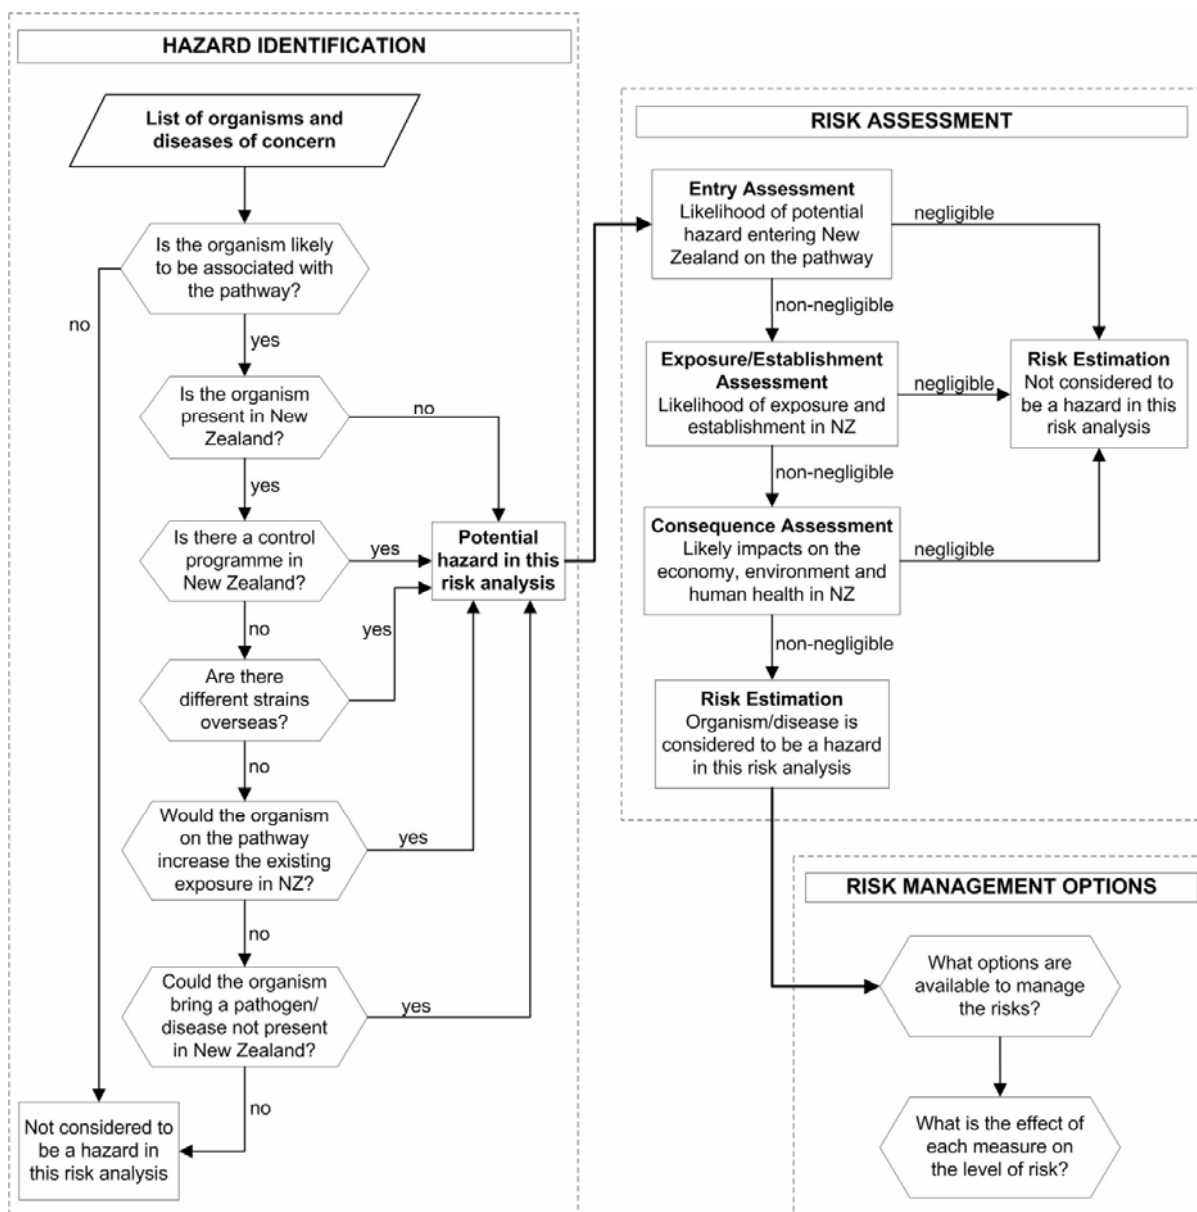 HAZARD IDENTIFICATION
List of organisms and
diseases of concern
Is the organism likely
to be associated with
the pathway?
no
yes
Is the organism
present in New
Zealand?
no
yes
Is there a control
programme in
New Zealand?
yes
no
Are there
different strains
overseas?
yes
no
Would the organism
on the pathway
increase the existing
exposure in NZ?
yes
no
Could the organism
bring a pathogen/
disease not present
in New Zealand?
yes
no
Not considered to
be a hazard in
this risk analysis
Potential
hazard in this
risk analysis
RISK ASSESSMENT
Entry Assessment
Likelihood of potential
hazard entering New
Zealand on the pathway
negligible
non-negligible
Exposure/Establishment
Assessment
Likelihood of exposure and
establishment in NZ
negligible
non-negligible
Consequence Assessment
Likely impacts on the
economy, environment and
human health in NZ
negligible
non-negligible
Risk Estimation
Not considered to
be a hazard in this
risk analysis
Risk Estimation
Organism/disease is
considered to be a hazard
in this risk analysis
RISK MANAGEMENT OPTIONS
What options are
available to manage
the risks?
What is the effect of
each measure on
the level of risk?